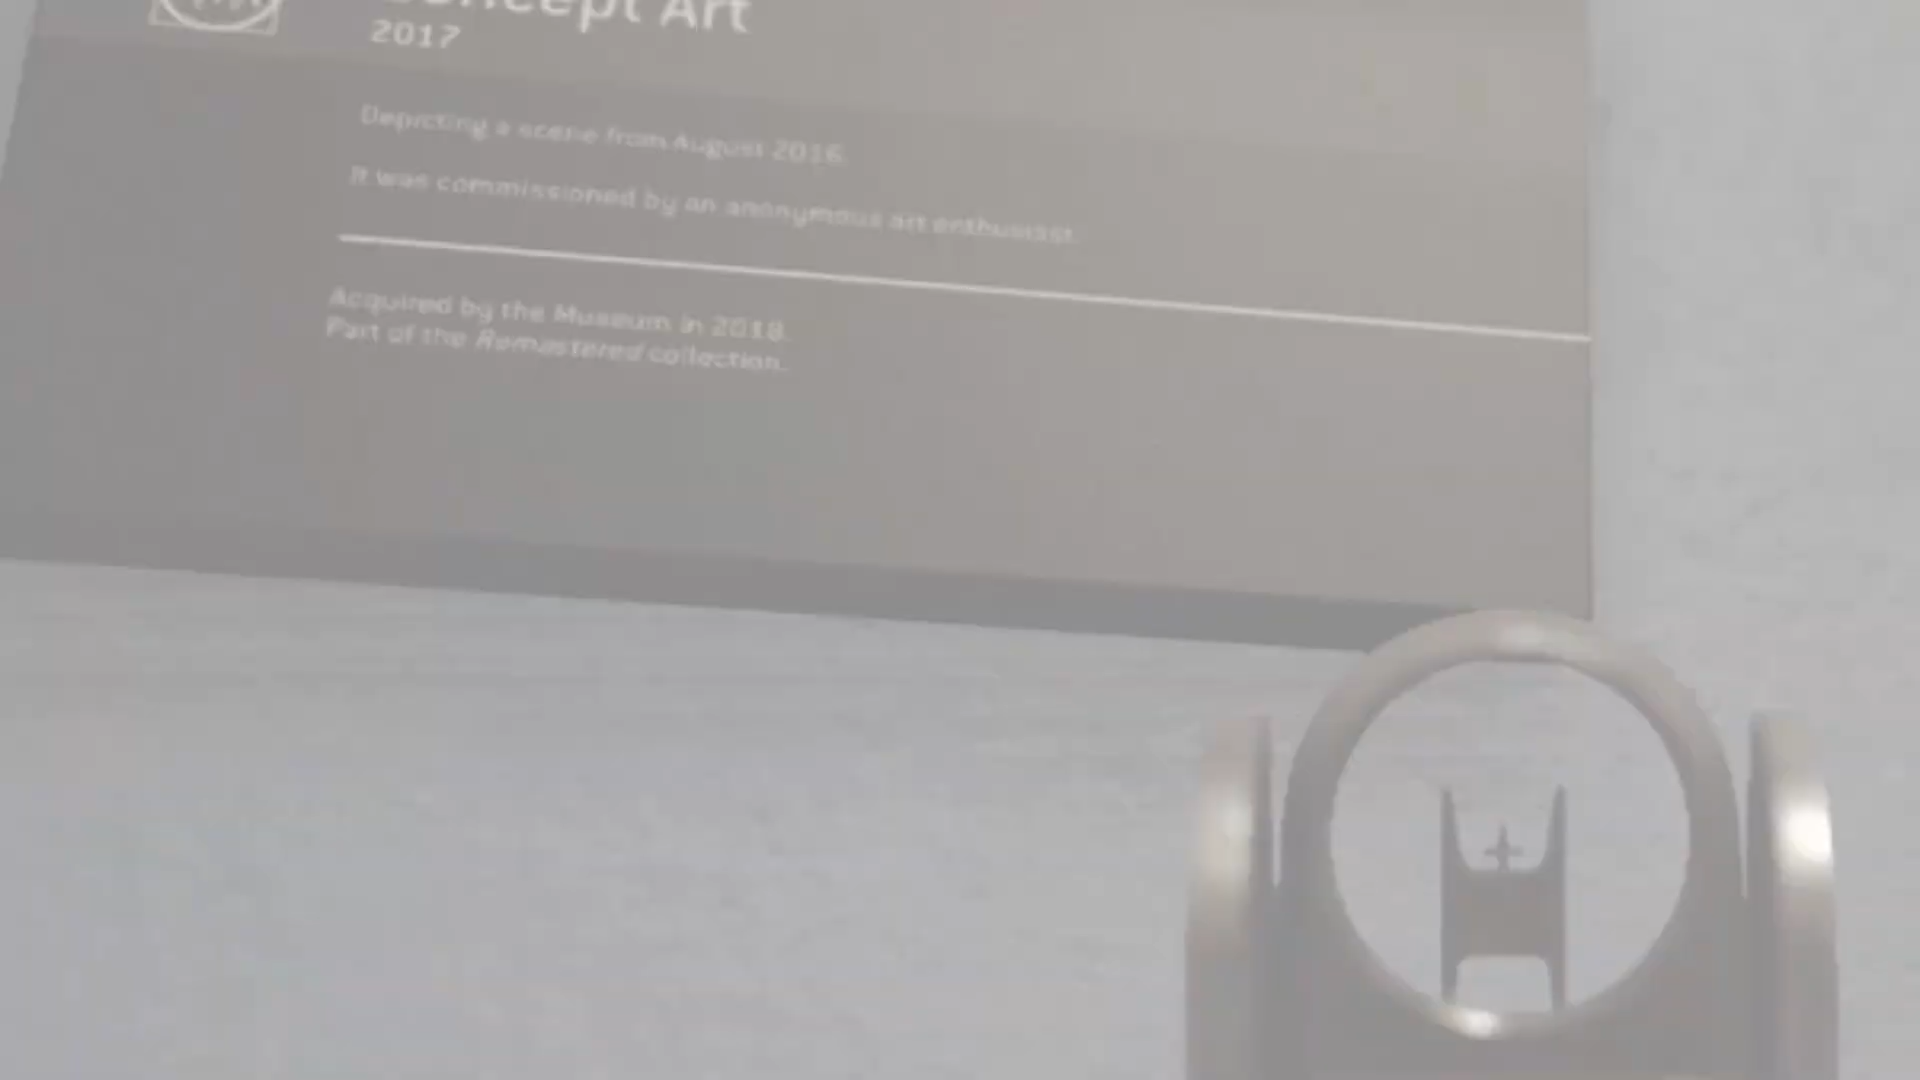 Concept Art
2017
Depicting a scene from August 2016.
It was commissioned by an anonymous art enthusiast.
Acquired by the Museum in 2018.
Part of the Remastered collection.